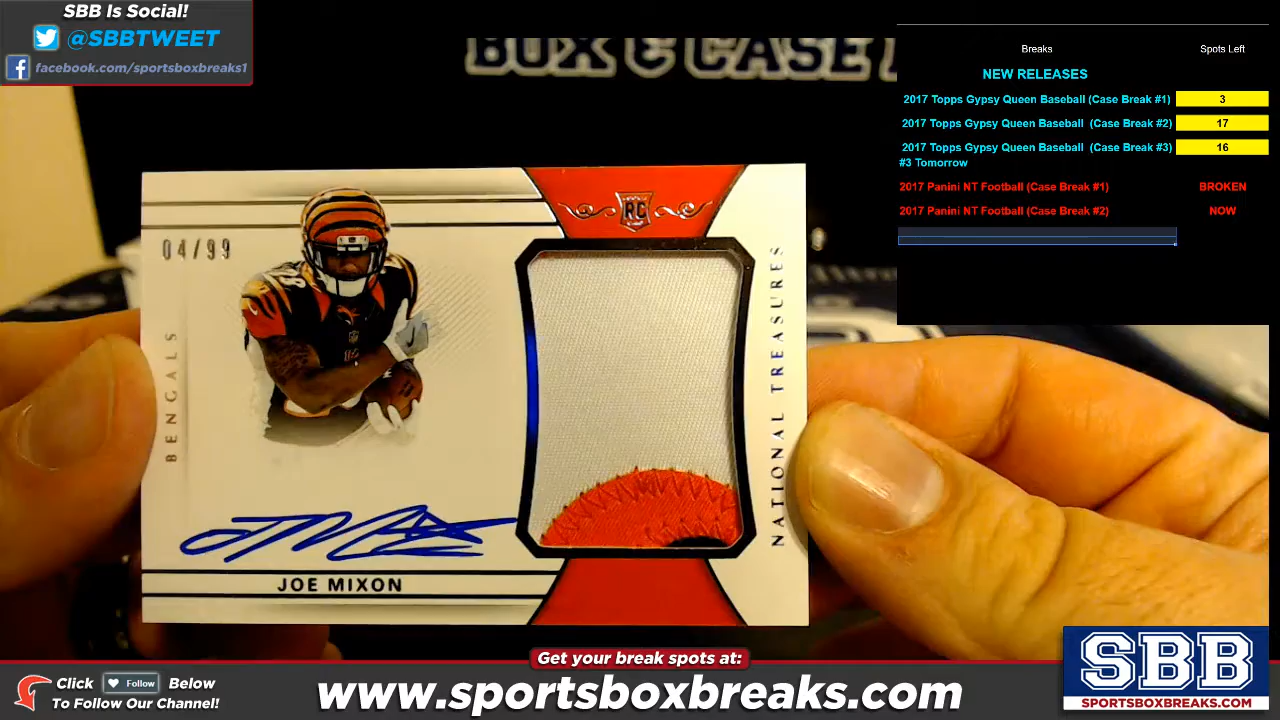 SBB Is Social!
@SBBTWEET
facebook.com/sportsboxbreaks1
BOX & CASE
Breaks Spots Left
NEW RELEASES
2017 Topps Gypsy Queen Baseball (Case Break #1) 3
2017 Topps Gypsy Queen Baseball (Case Break #2) 17
2017 Topps Gypsy Queen Baseball (Case Break #3) 16
#3 Tomorrow
2017 Panini NT Football (Case Break #1) BROKEN
2017 Panini NT Football (Case Break #2) NOW
RC
04/99
BENGALS
NATIONAL TREASURES
JOE MIXON
Get your break spots at:
Click Follow Below
To Follow Our Channel!
www.sportsboxbreaks.com
SBB
SPORTSBOXBREAKS.COM